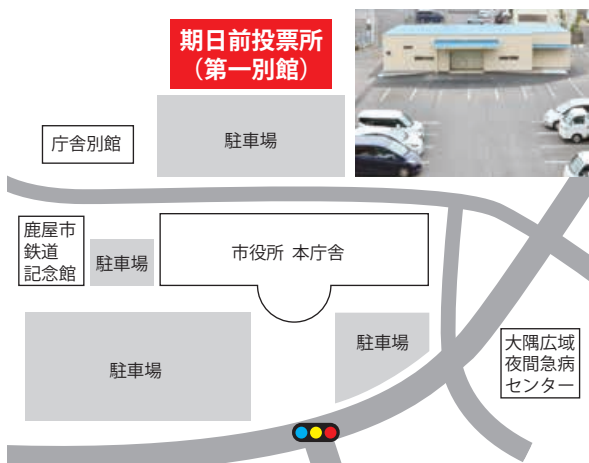 期日前投票所
（第一別館）
庁舎別館
駐車場
鹿屋市
鉄道
記念館
駐車場
市役所 本庁舎
駐車場
駐車場
大隅広域
夜間急病
センター